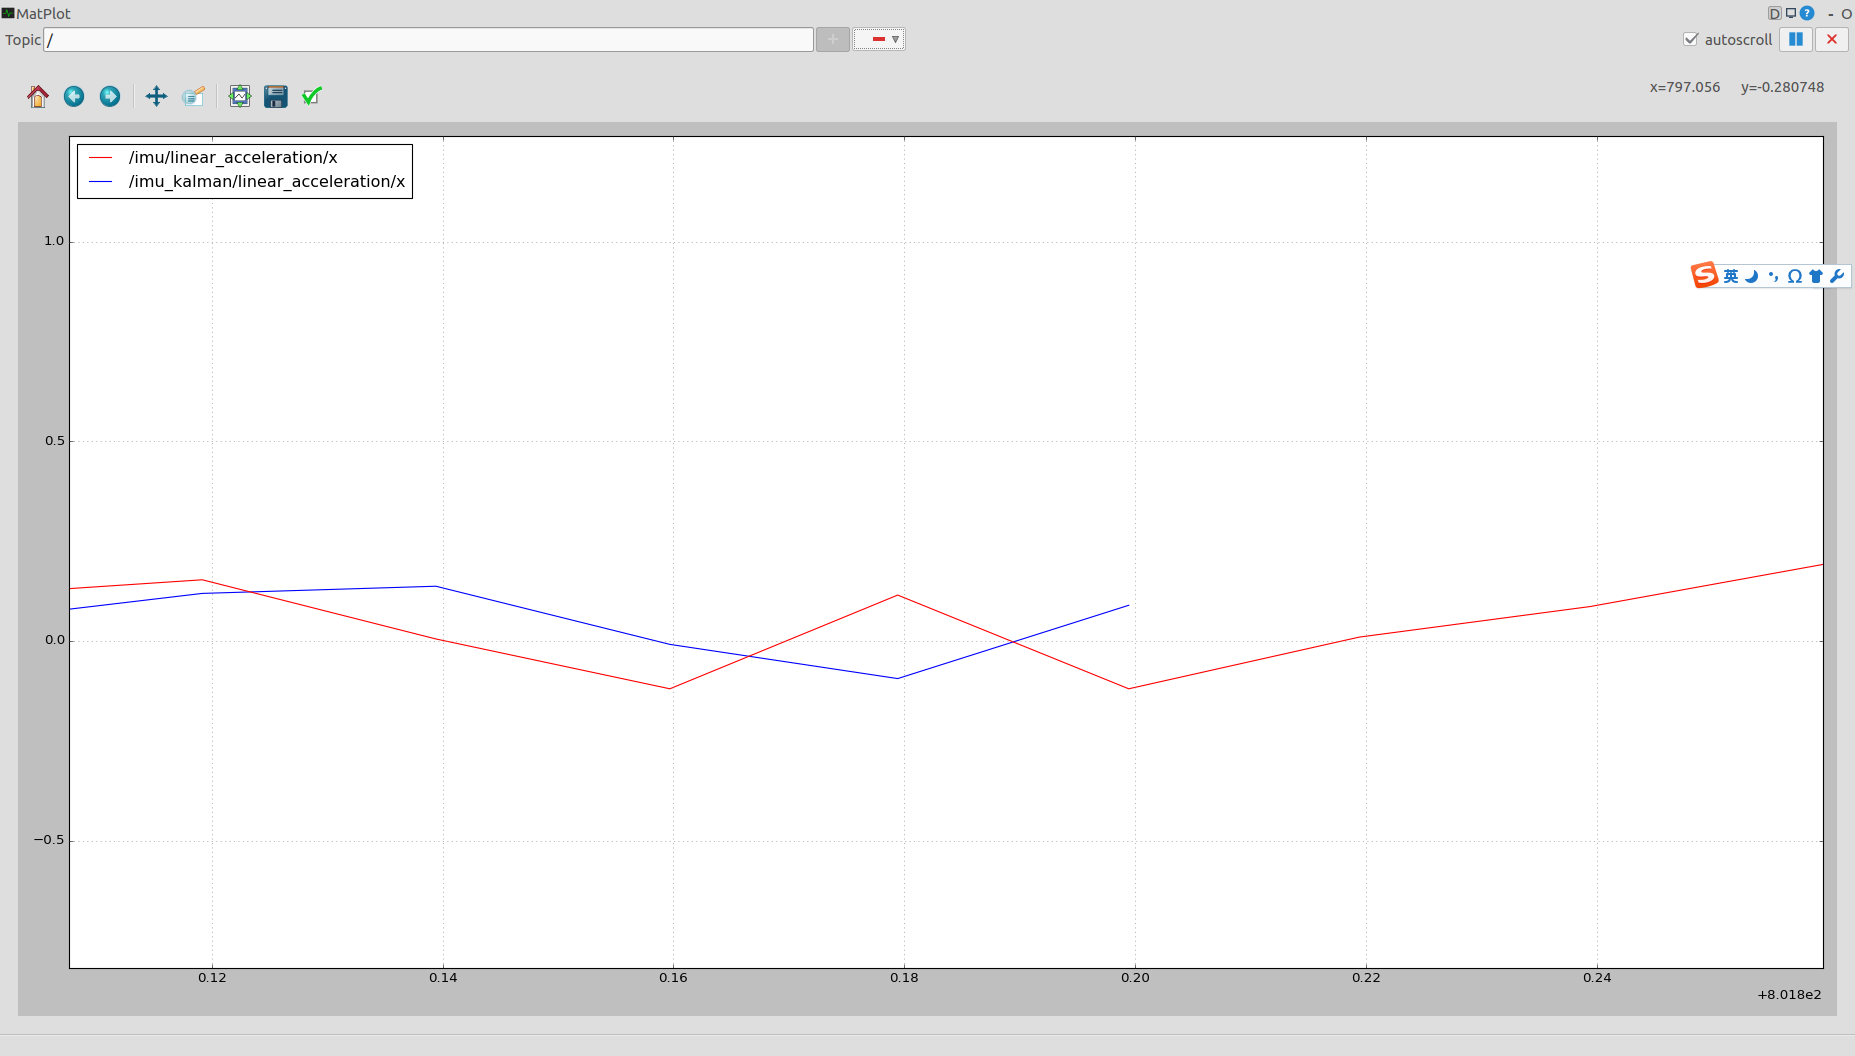 MatPlot
D ? - O
Topic / + autoscroll
x=797.056 y=-0.280748
/imu/linear_acceleration/x
/imu_kalman/linear_acceleration/x
1.0
S 英 Ω
0.5
0.0
−0.5
0.12 0.14 0.16 0.18 0.20 0.22 0.24
+8.018e2